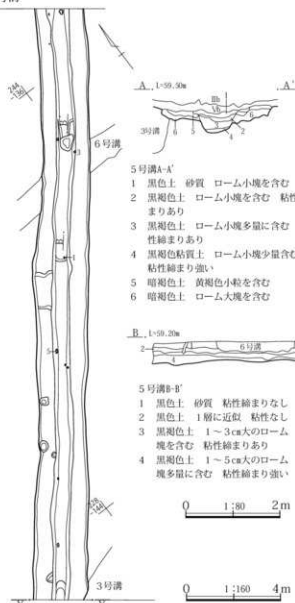 A L=59.50m A′
Ⅲb
Ⅴb
3号溝
6 5 4 2
6号溝
5号溝A-A′
1 黒色土 砂質 ローム小塊を含む
2 黒褐色土 ローム小塊を含む 粘性
まりあり
3 黒褐色土 ローム小塊多量に含む
性締まりあり
4 黒褐色粘質土 ローム小塊少量含む
粘性締まり強い
5 暗褐色土 黄褐色小粒を含む
6 暗褐色土 ローム大塊を含む
B L=59.20m
6号溝
2
4
5号溝B-B′
1 黒色土 砂質 粘性締まりなし
2 黒色土 1層に近似 粘性なし
3 黒褐色土 1～3㎝大のローム
塊を含む 粘性締まりあり
4 黒褐色土 1～5㎝大のローム
塊多量に含む 粘性締まり強い
0 1:80 2m
3号溝
0 1:160 4m